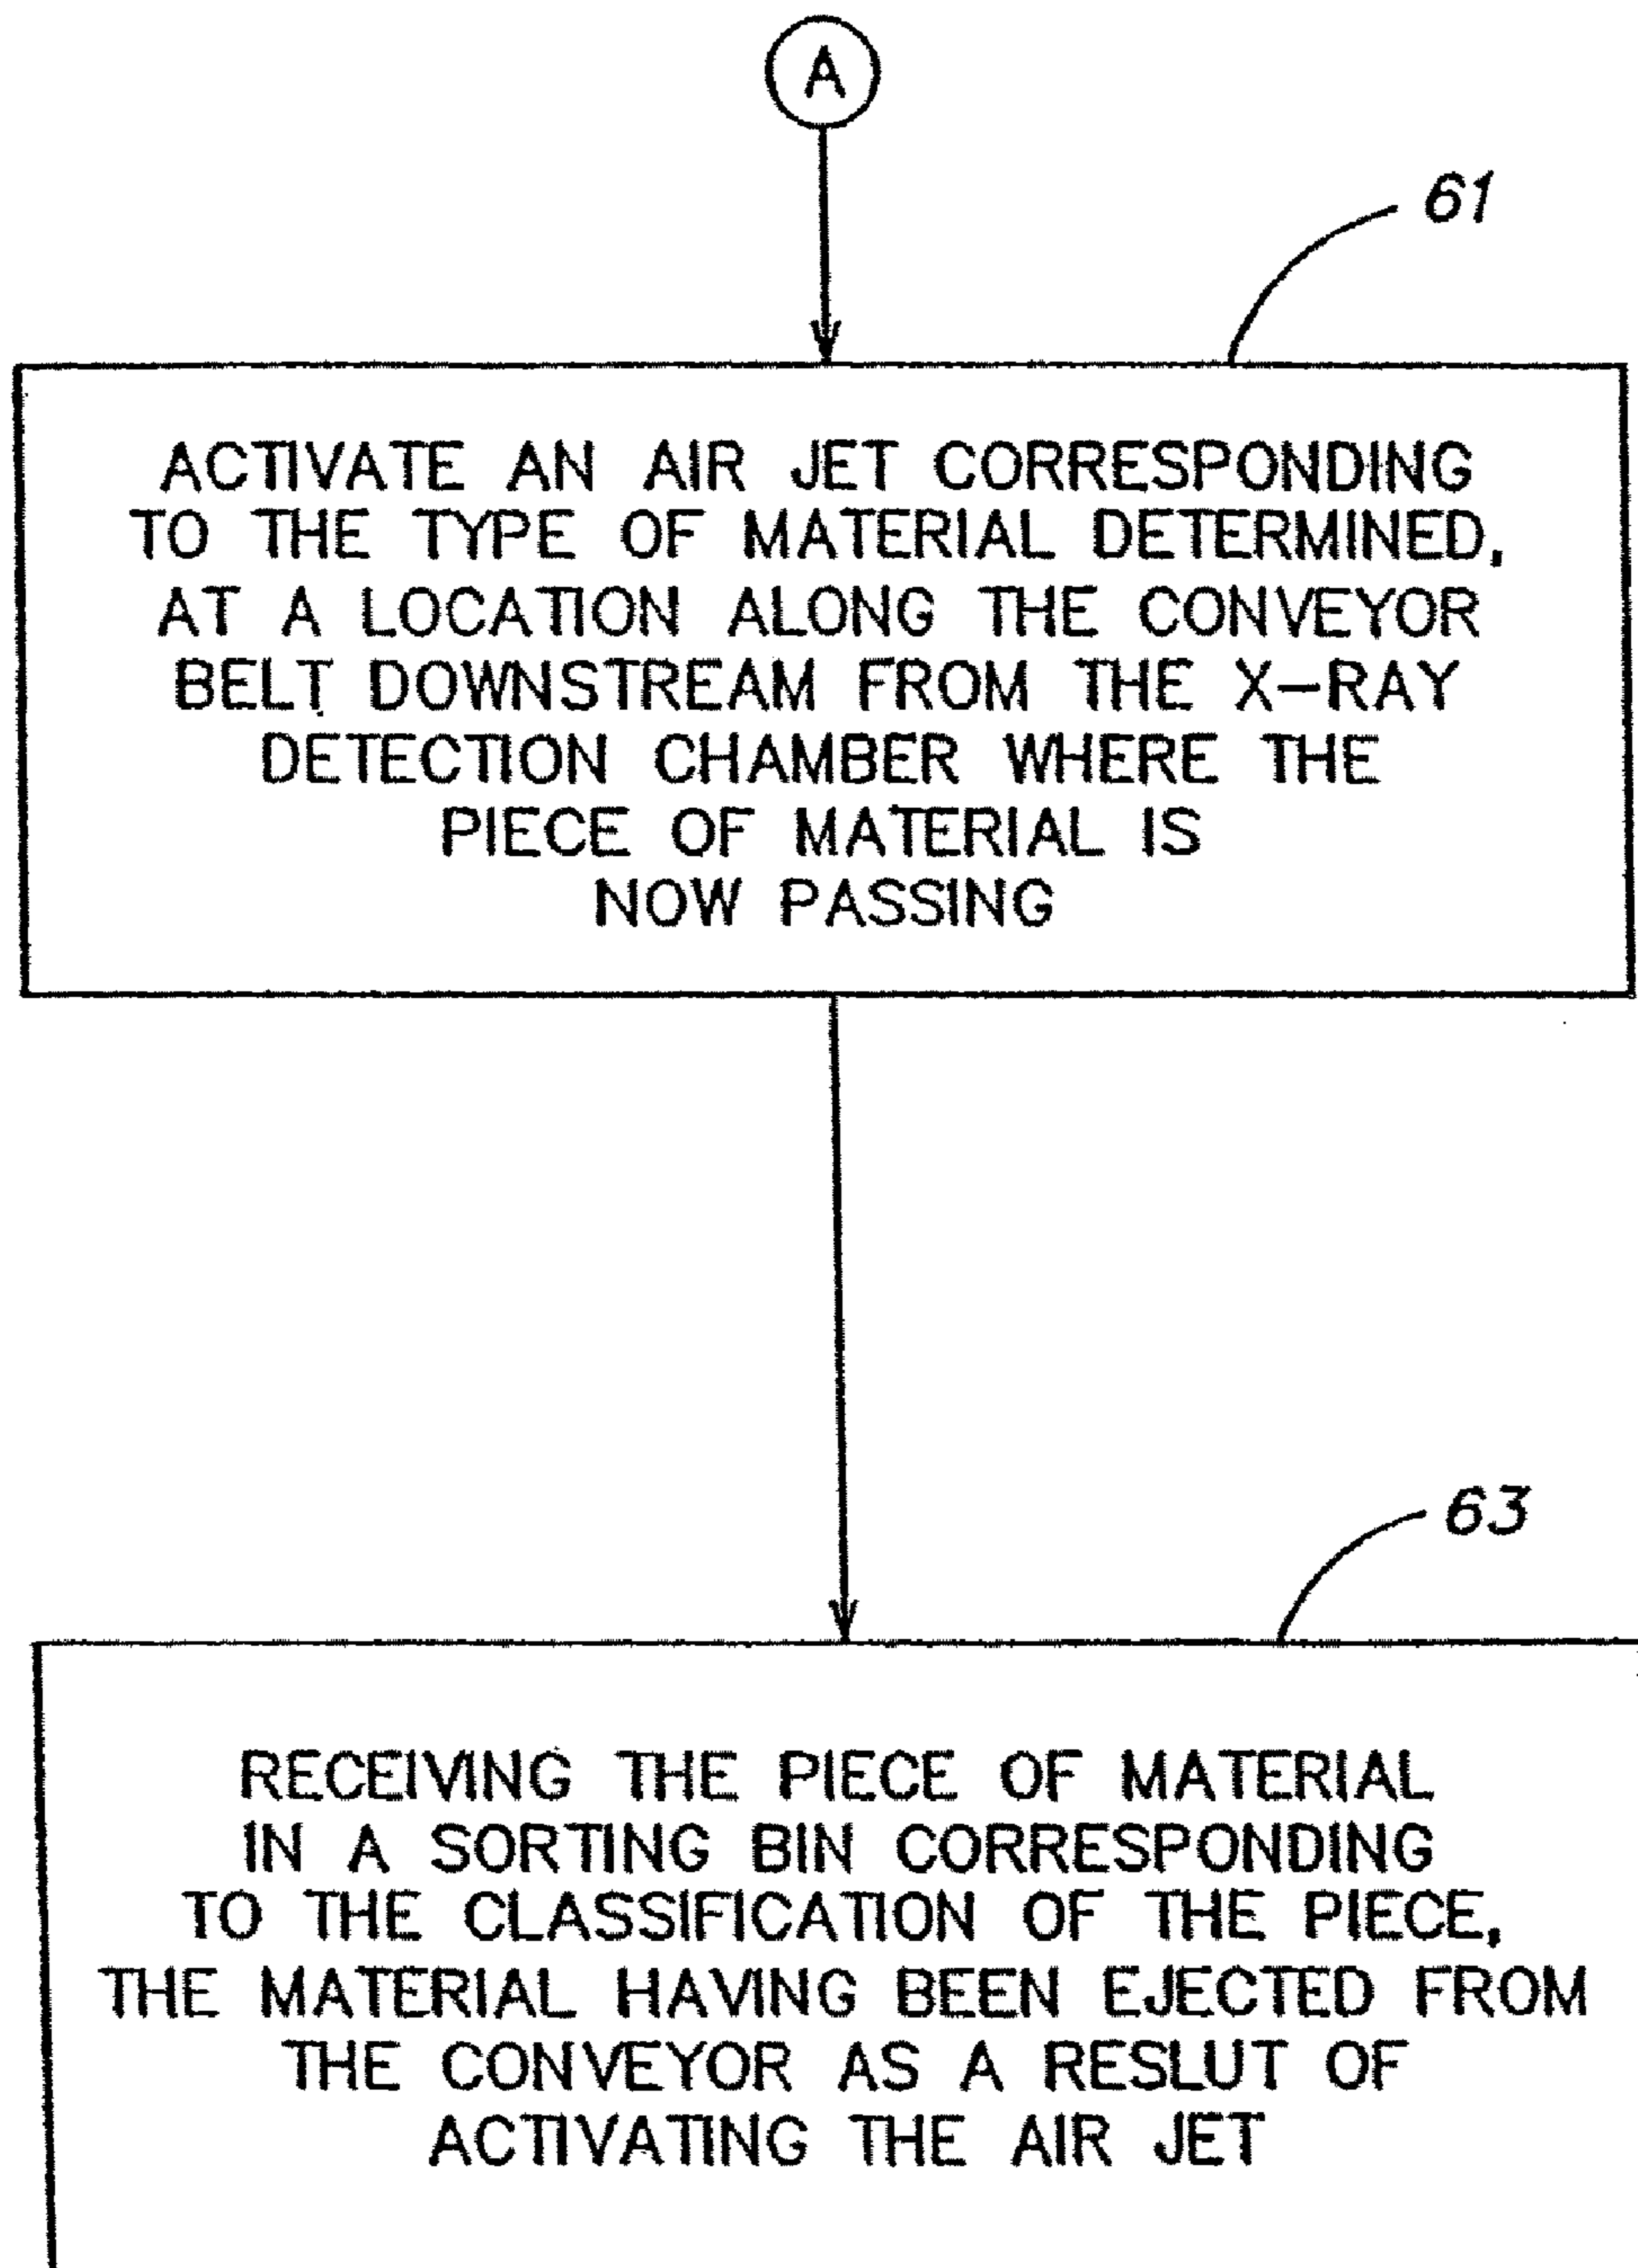 A
61
ACTIVATE AN AIR JET CORRESPONDING
TO THE TYPE OF MATERIAL DETERMINED,
AT A LOCATION ALONG THE CONVEYOR
BELT DOWNSTREAM FROM THE X-RAY
DETECTION CHAMBER WHERE THE
PIECE OF MATERIAL IS
NOW PASSING
63
RECEIVING THE PIECE OF MATERIAL
IN A SORTING BIN CORRESPONDING
TO THE CLASSIFICATION OF THE PIECE,
THE MATERIAL HAVING BEEN EJECTED FROM
THE CONVEYOR AS A RESLUT OF
ACTIVATING THE AIR JET